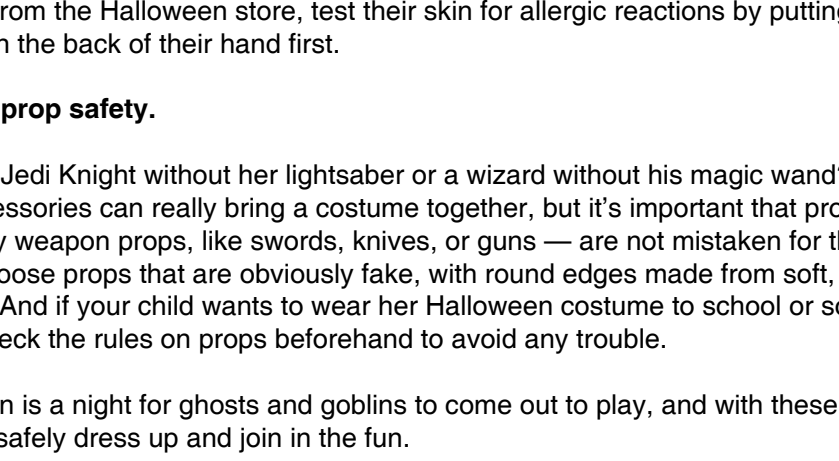 rom the Halloween store, test their skin for allergic reactions by putting
n the back of their hand first.
prop safety.
Jedi Knight without her lightsaber or a wizard without his magic wand?
essories can really bring a costume together, but it’s important that pro
y weapon props, like swords, knives, or guns — are not mistaken for th
oose props that are obviously fake, with round edges made from soft,
And if your child wants to wear her Halloween costume to school or sc
eck the rules on props beforehand to avoid any trouble.
n is a night for ghosts and goblins to come out to play, and with these
safely dress up and join in the fun.